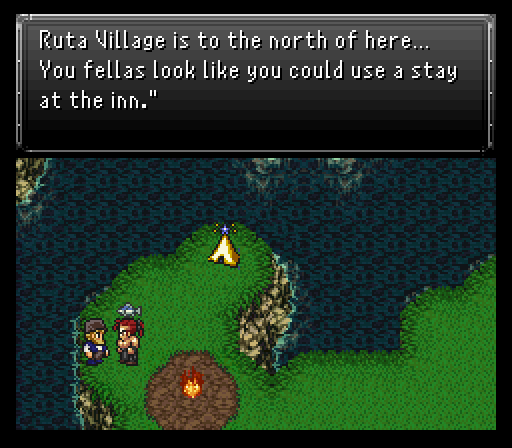 Ruta Village is to the north of here...
You fellas look like you could use a stay
at the inn."